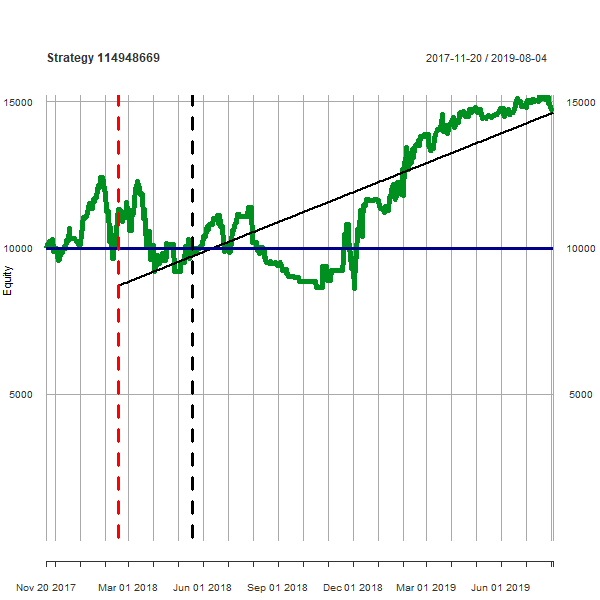 Strategy 114948669
2017-11-20 / 2019-08-04
15000
15000
10000
10000
Equity
5000
5000
Nov 20 2017
Mar 01 2018
Jun 01 2018
Sep 01 2018
Dec 01 2018
Mar 01 2019
Jun 01 2019